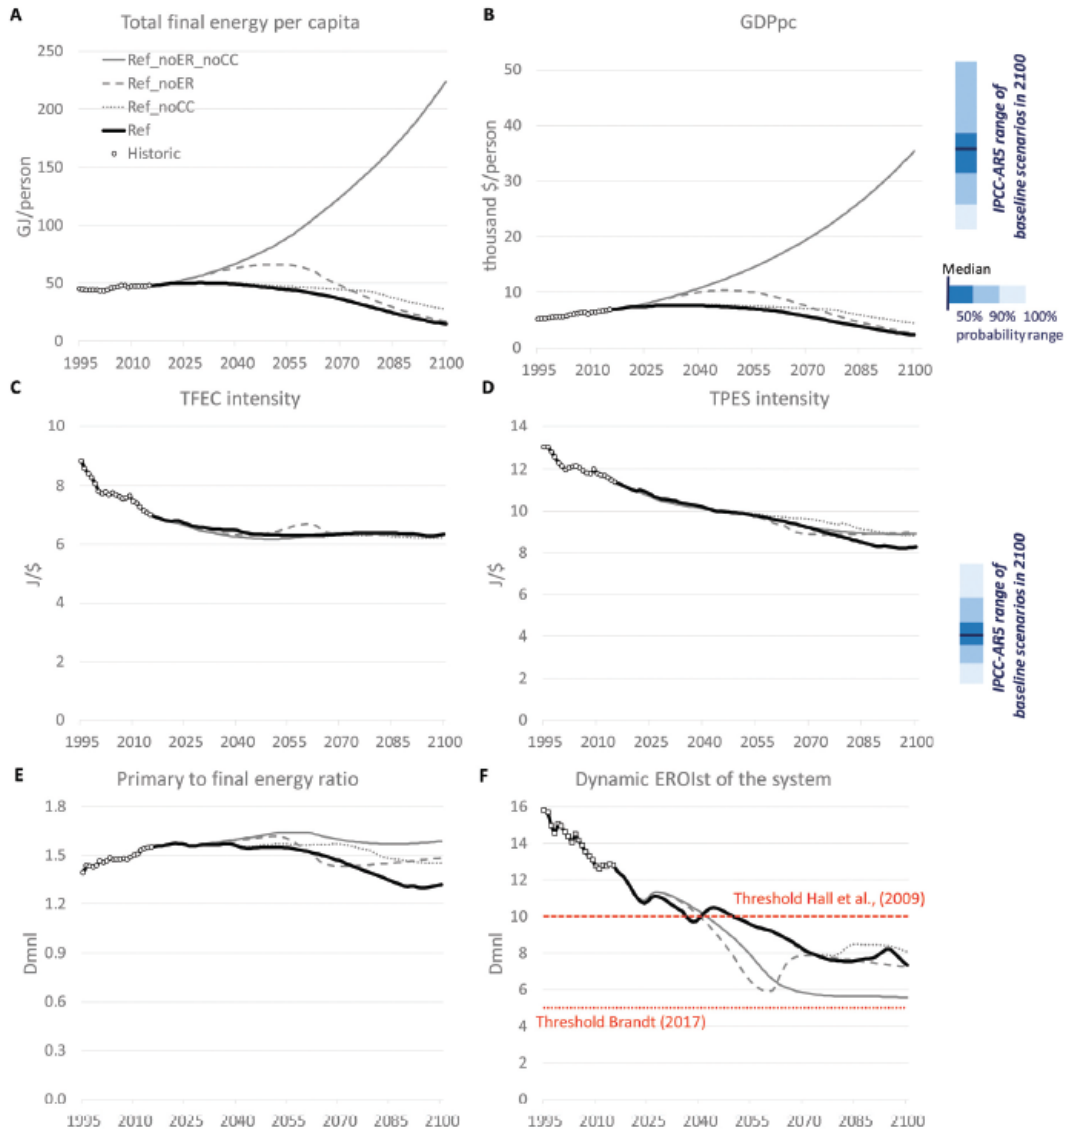 A
Total final energy per capita
250
200
150
100
50
0
GJ/person
Ref_noER_noCC
Ref_noER
Ref_noCC
Ref
Historic
1995 2010 2025 2040 2055 2070 2085 2100
B
GDPpc
50
40
30
20
10
0
thousand $/person
1995 2010 2025 2040 2055 2070 2085 2100
IPCC-AR5 range of
baseline scenarios in 2100
Median
50% 90% 100%
probability range
C
TFEC intensity
10
8
6
4
2
0
J/$
1995 2010 2025 2040 2055 2070 2085 2100
D
TPES intensity
14
12
10
8
6
4
2
0
J/$
1995 2010 2025 2040 2055 2070 2085 2100
IPCC-AR5 range of
baseline scenarios in 2100
E
Primary to final energy ratio
1.8
1.5
1.2
0.9
0.6
0.3
0.0
Dmnl
1995 2010 2025 2040 2055 2070 2085 2100
F
Dynamic EROIst of the system
16
14
12
10
8
6
4
2
0
Dmnl
Threshold Hall et al., (2009)
Threshold Brandt (2017)
1995 2010 2025 2040 2055 2070 2085 2100